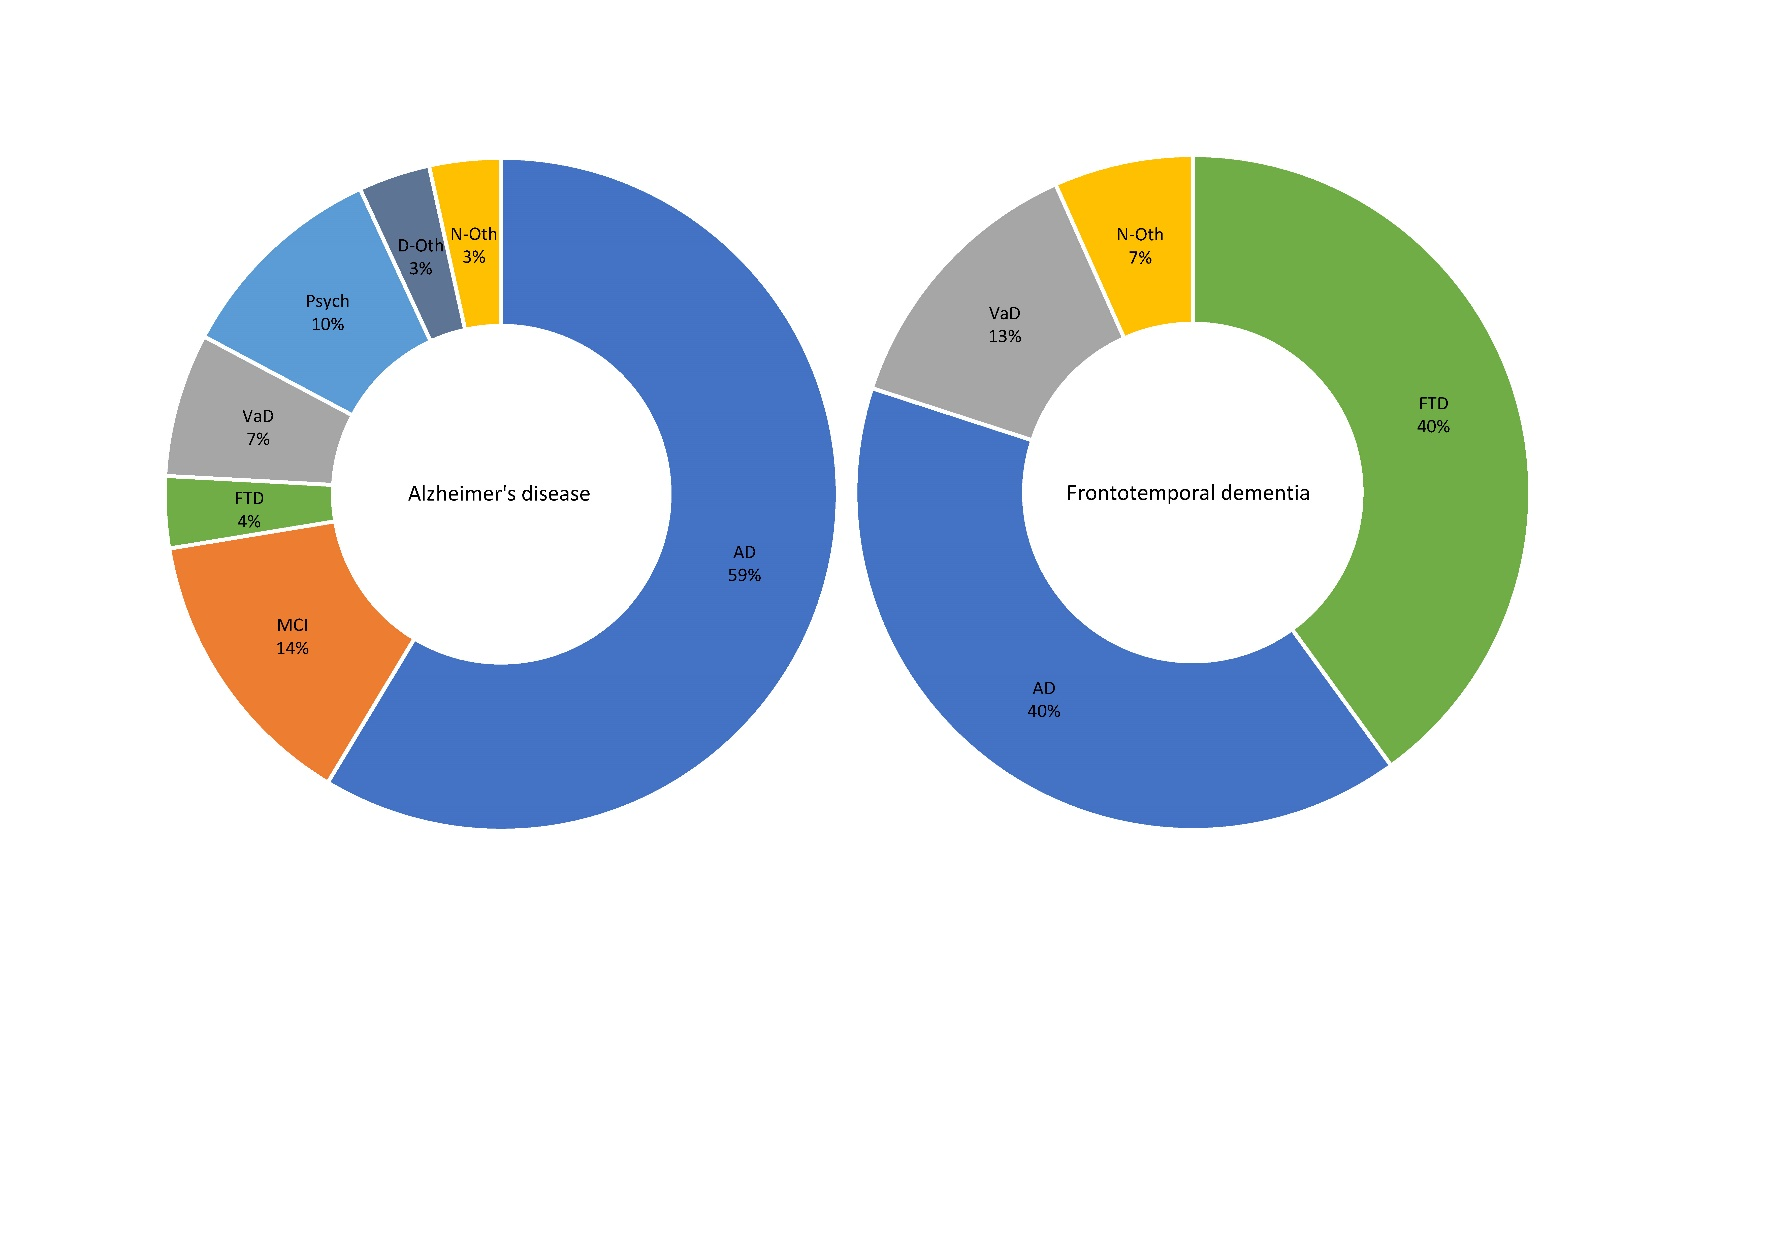 D-Oth
3%
N-Oth
3%
Psych
10%
VaD
7%
FTD
4%
MCI
14%
AD
59%
Alzheimer's disease
N-Oth
7%
VaD
13%
FTD
40%
AD
40%
Frontotemporal dementia